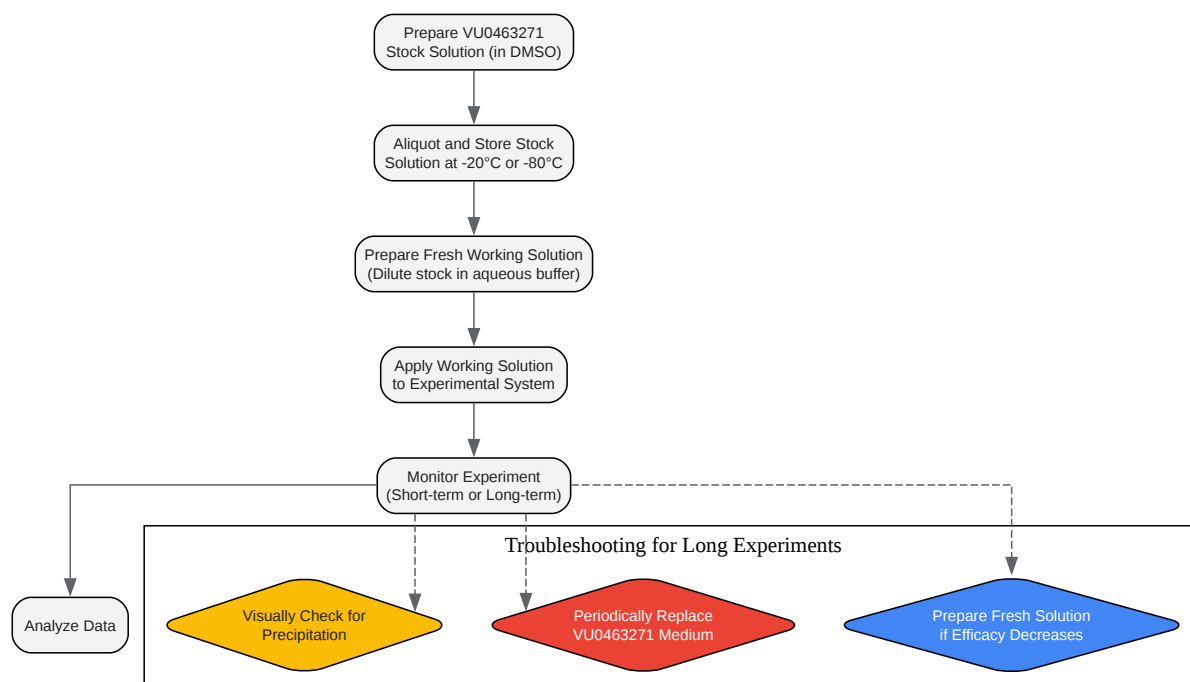 Prepare VU0463271
Stock Solution (in DMSO)
Aliquot and Store Stock
Solution at -20°C or -80°C
Prepare Fresh Working Solution
(Dilute stock in aqueous buffer)
Apply Working Solution
to Experimental System
Monitor Experiment
(Short-term or Long-term)
Troubleshooting for Long Experiments
Analyze Data
Visually Check for
Precipitation
Periodically Replace
VU0463271 Medium
Prepare Fresh Solution
if Efficacy Decreases